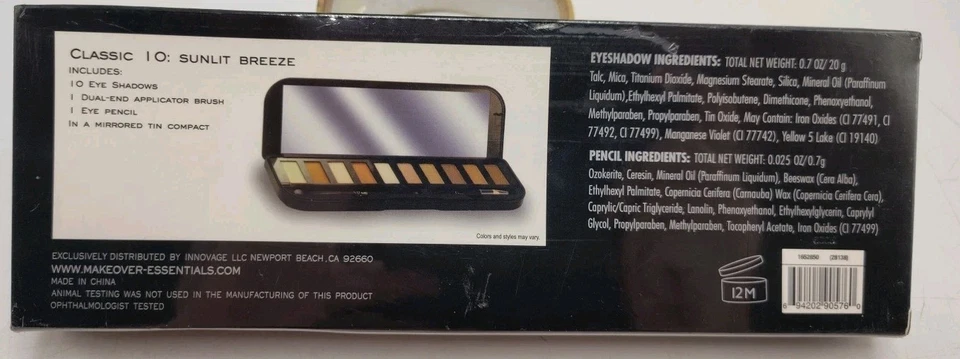 CLASSIC 10: SUNLIT BREEZE
INCLUDES:
10 EYE SHADOWS
1 DUAL-END APPLICATOR BRUSH
1 EYE PENCIL
IN A MIRRORED TIN COMPACT
Colors and styles may vary.
EXCLUSIVELY DISTRIBUTED BY INNOVAGE LLC NEWPORT BEACH, CA 92660
WWW.MAKEOVER-ESSENTIALS.COM
MADE IN CHINA
ANIMAL TESTING WAS NOT USED IN THE MANUFACTURING OF THIS PRODUCT
OPHTHALMOLOGIST TESTED
EYESHADOW INGREDIENTS: TOTAL NET WEIGHT: 0.7 OZ/ 20 g
Talc, Mica, Titanium Dioxide, Magnesium Stearate, Silica, Mineral Oil (Paraffinum
Liquidum),Ethylhexyl Palmitate, Polyisobutene, Dimethicone, Phenoxyethanol,
Methylparaben, Propylparaben, Tin Oxide, May Contain: Iron Oxides (CI 77491, CI
77492, CI 77499), Manganese Violet (CI 77742), Yellow 5 Lake (CI 19140)
PENCIL INGREDIENTS: TOTAL NET WEIGHT: 0.025 OZ/0.7g
Ozokerite, Ceresin, Mineral Oil (Paraffinum Liquidum), Beeswax (Cera Alba),
Ethylhexyl Palmitate, Copernicia Cerifera (Carnauba) Wax (Copernicia Cerifera Cera),
Caprylic/Capric Triglyceride, Lanolin, Phenoxyethanol, Ethylhexylglycerin, Caprylyl
Glycol, Propylparaben, Methylparaben, Tocopheryl Acetate, Iron Oxides (CI 77499)
12M
(28138)
6 94202 90576 0